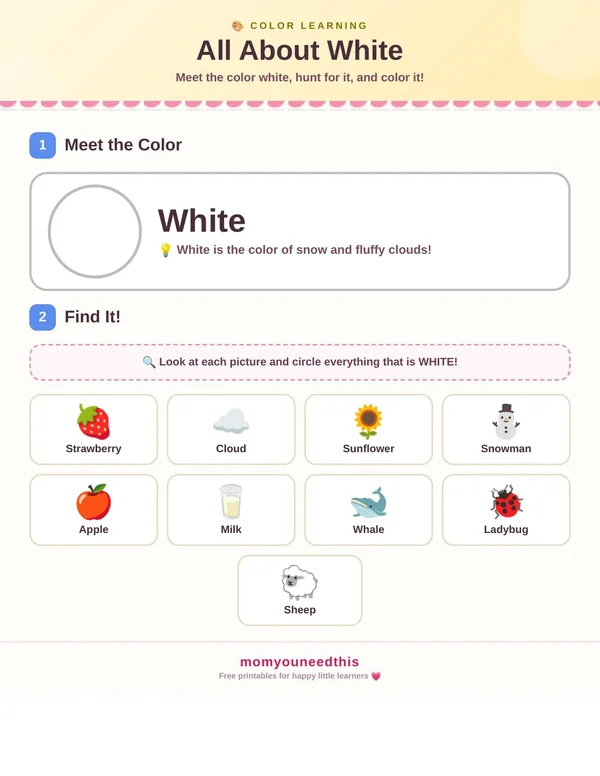 🎨 COLOR LEARNING
All About White
Meet the color white, hunt for it, and color it!
1 Meet the Color
White
💡 White is the color of snow and fluffy clouds!
2 Find It!
🔍 Look at each picture and circle everything that is WHITE!
Strawberry Cloud Sunflower Snowman
Apple Milk Whale Ladybug
Sheep
momyouneedthis
Free printables for happy little learners 💗